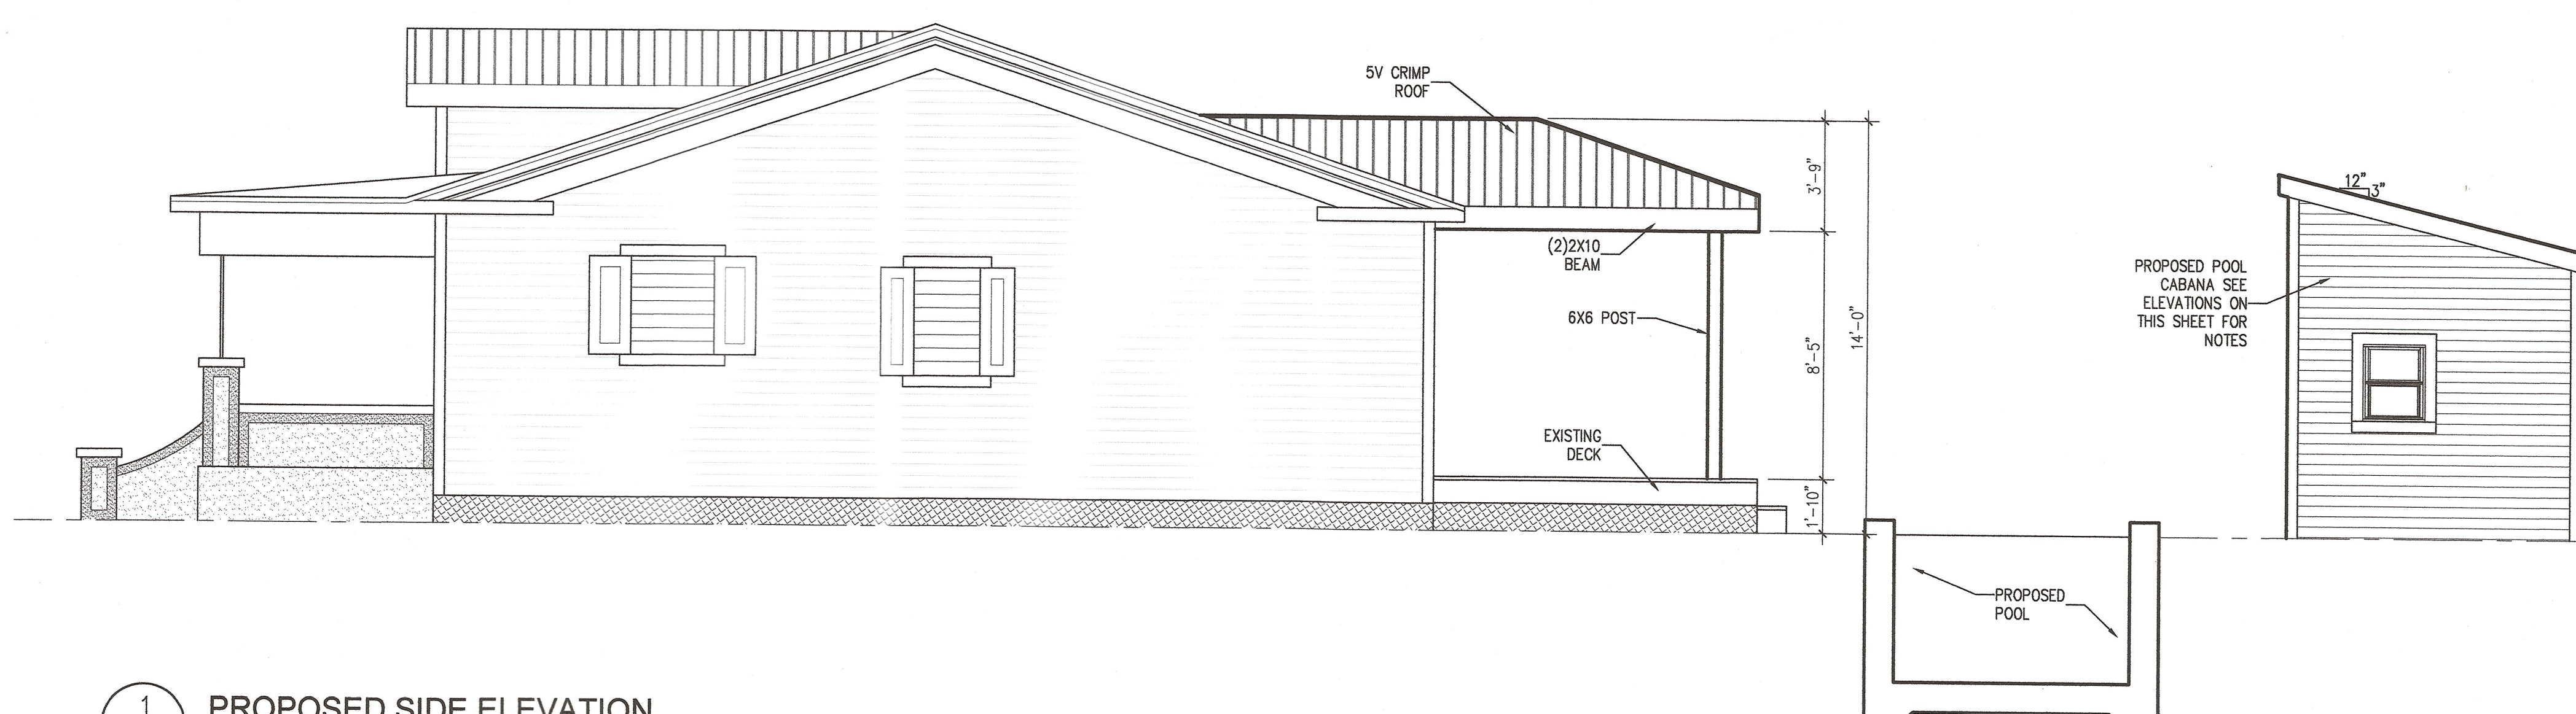 5V CRIMP
ROOF
3'-9"
(2)2X10
BEAM
6X6 POST
8'-5"
14'-0"
EXISTING
DECK
1'-10"
12"
3"
PROPOSED POOL
CABANA SEE
ELEVATIONS ON
THIS SHEET FOR
NOTES
PROPOSED
POOL
1
PROPOSED SIDE ELEVATION